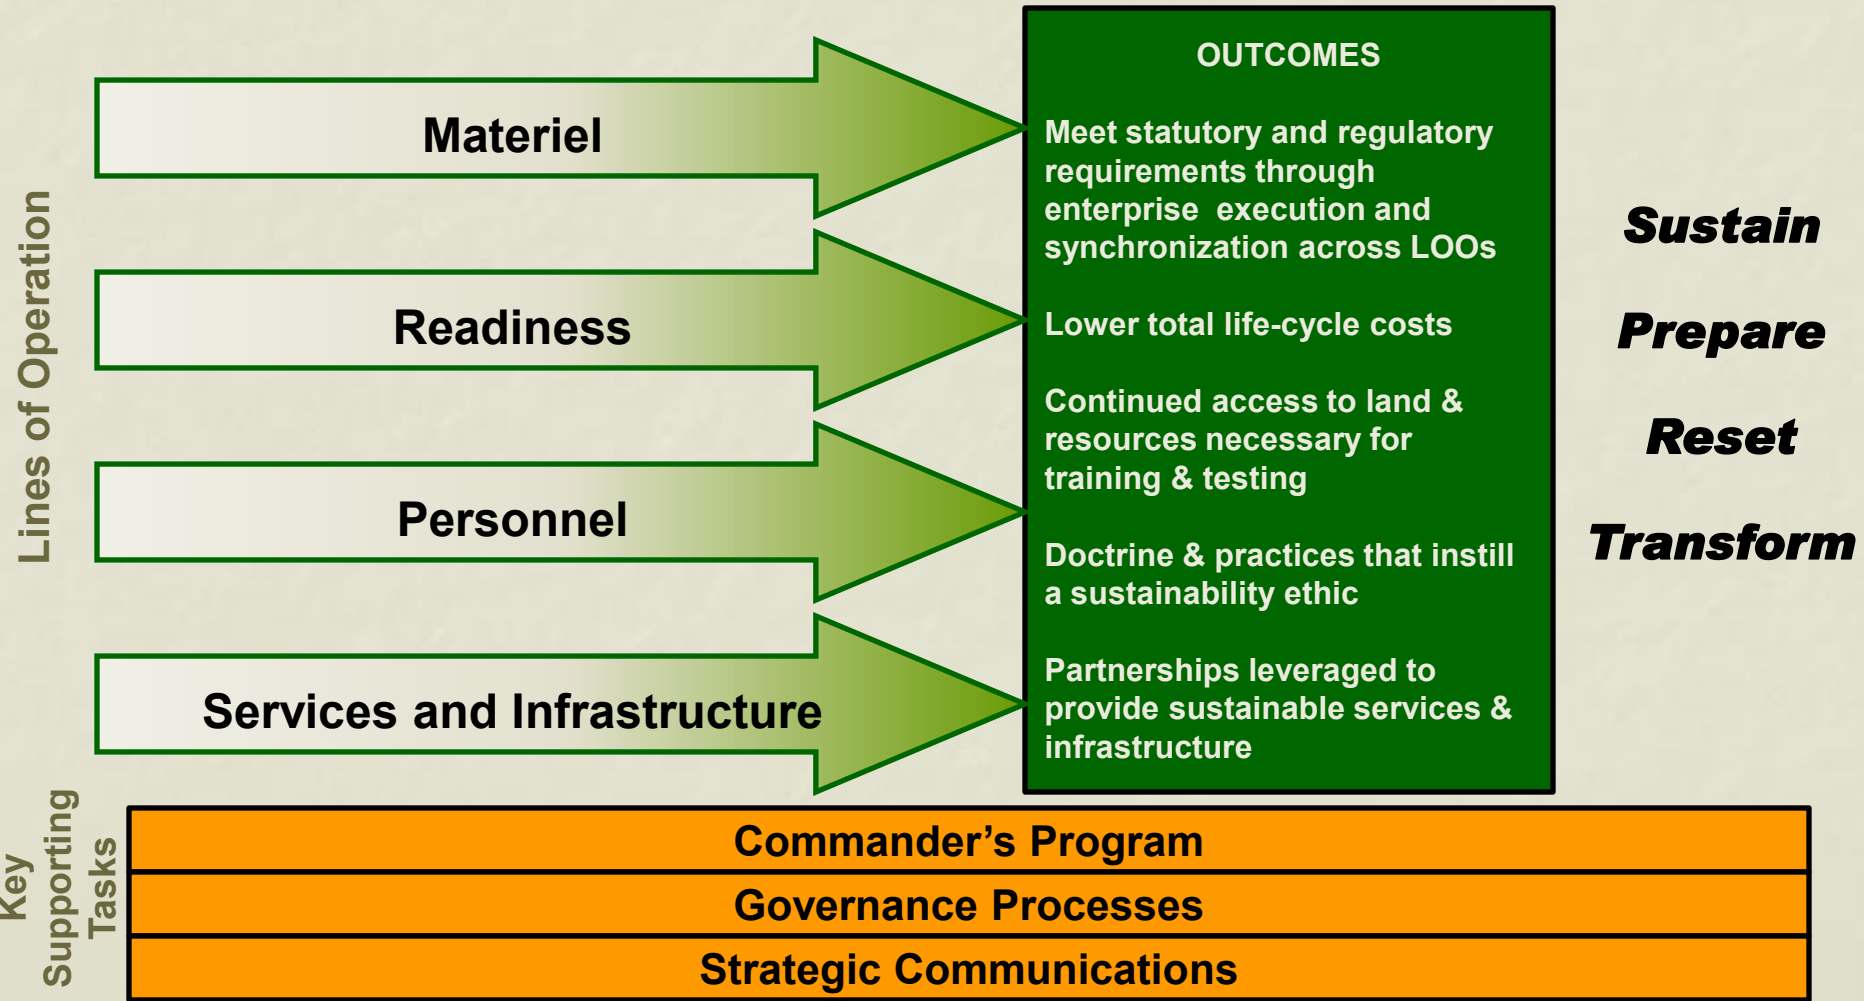 Lines of Operation
Materiel
Readiness
Personnel
Services and Infrastructure
OUTCOMES
Meet statutory and regulatory
requirements through
enterprise execution and
synchronization across LOOs
Lower total life-cycle costs
Continued access to land &
resources necessary for
training & testing
Doctrine & practices that instill
a sustainability ethic
Partnerships leveraged to
provide sustainable services &
infrastructure
Sustain
Prepare
Reset
Transform
Key
Supporting
Tasks
Commander’s Program
Governance Processes
Strategic Communications